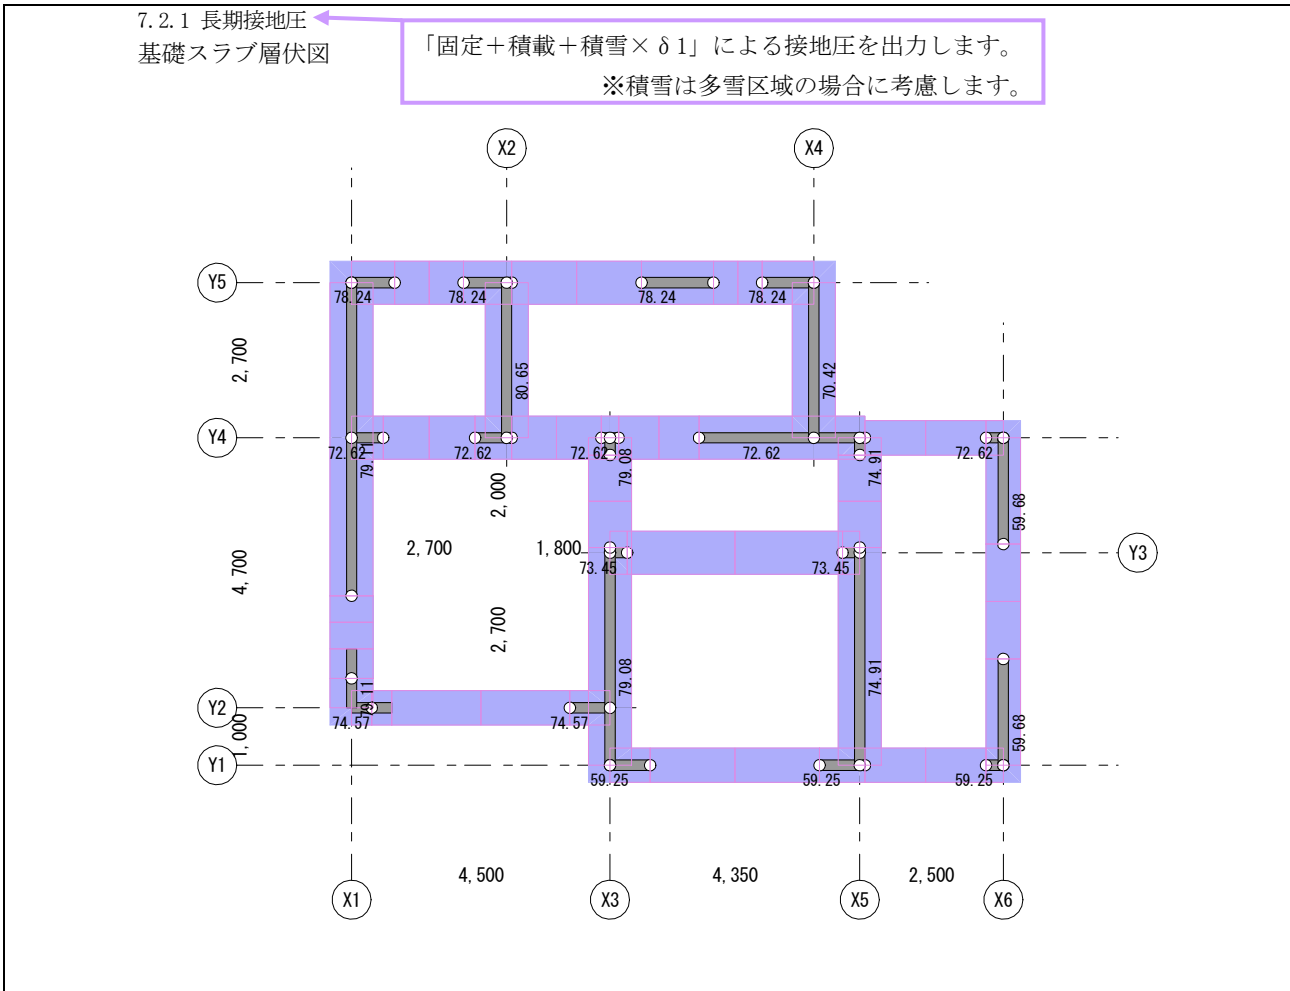 7.2.1 長期接地圧
基礎スラブ層伏図
「固定＋積載＋積雪×δ1」による接地圧を出力します。
※積雪は多雪区域の場合に考慮します。
X2
X4
Y5
78.24
78.24
78.24
78.24
2,700
80.65
70.42
Y4
72.62
79.11
72.62
72.62
79.08
72.62
74.91
72.62
2,000
59.68
2,700
1,800
Y3
73.45
73.45
4,700
2,700
79.08
74.91
79.11
Y2
74.57
74.57
1,000
59.68
Y1
59.25
59.25
59.25
4,500
4,350
2,500
X1
X3
X5
X6